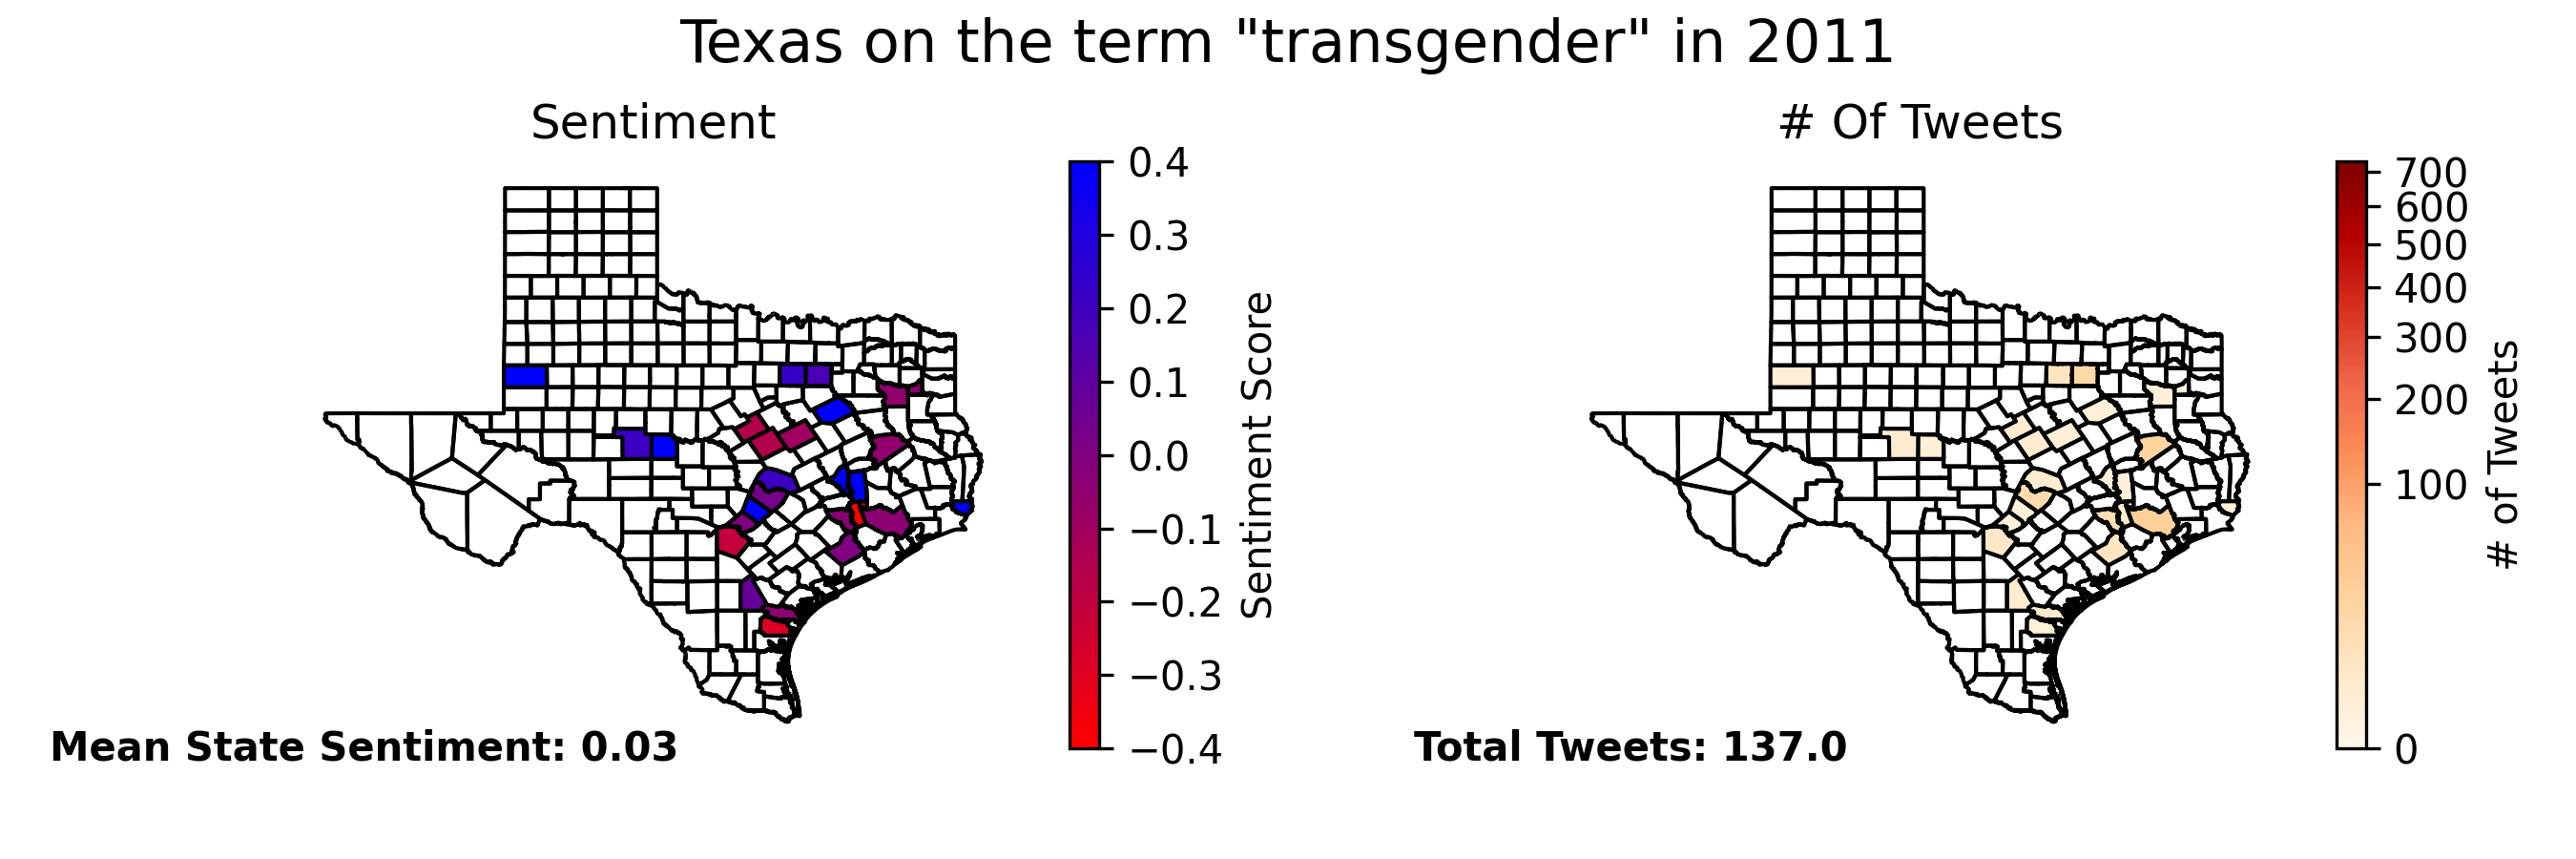 Texas on the term "transgender" in 2011
Sentiment
0.4
0.3
0.2
0.1
0.0
−0.1
−0.2
−0.3
−0.4
Sentiment Score
Mean State Sentiment: 0.03
# Of Tweets
700
600
500
400
300
200
100
0
# of Tweets
Total Tweets: 137.0